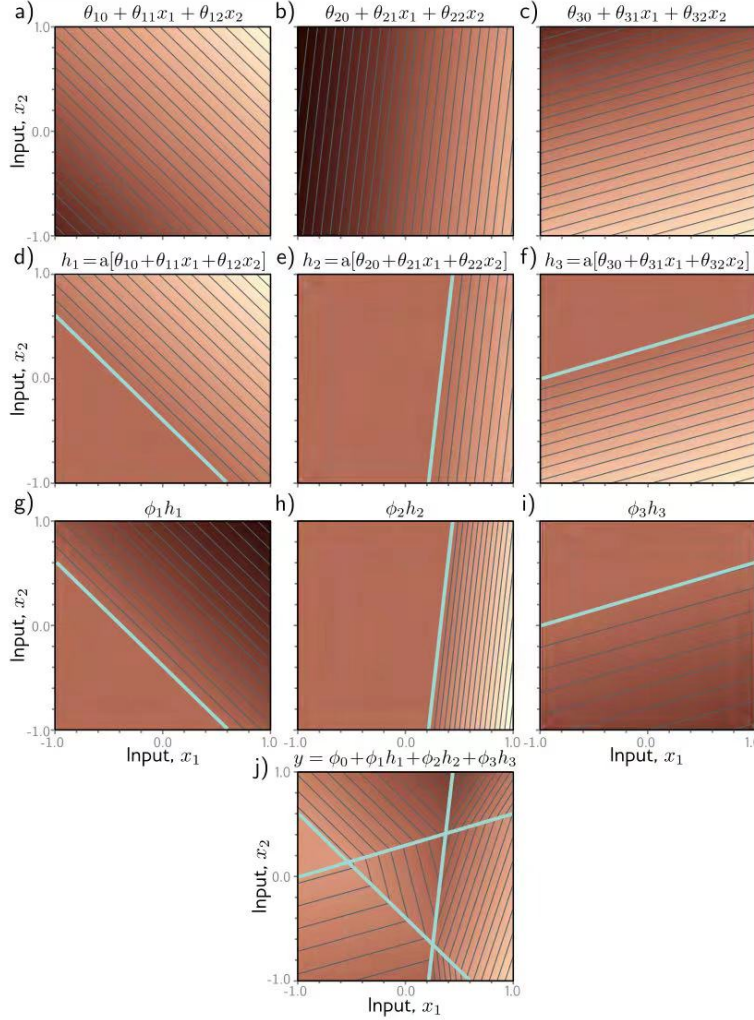 a) θ₁₀ + θ₁₁x₁ + θ₁₂x₂
b) θ₂₀ + θ₂₁x₁ + θ₂₂x₂
c) θ₃₀ + θ₃₁x₁ + θ₃₂x₂
1.0
0.0
-1.0
Input, x₂
d) h₁ = a[θ₁₀+θ₁₁x₁+θ₁₂x₂]
e) h₂ = a[θ₂₀+θ₂₁x₁+θ₂₂x₂]
f) h₃ = a[θ₃₀+θ₃₁x₁+θ₃₂x₂]
1.0
0.0
-1.0
Input, x₂
g) ϕ₁h₁
h) ϕ₂h₂
i) ϕ₃h₃
1.0
0.0
-1.0
Input, x₂
-1.0 0.0 1.0
Input, x₁
-1.0 0.0 1.0
Input, x₁
j) y = ϕ₀ + ϕ₁h₁ + ϕ₂h₂ + ϕ₃h₃
1.0
0.0
-1.0
Input, x₂
-1.0 0.0 1.0
Input, x₁